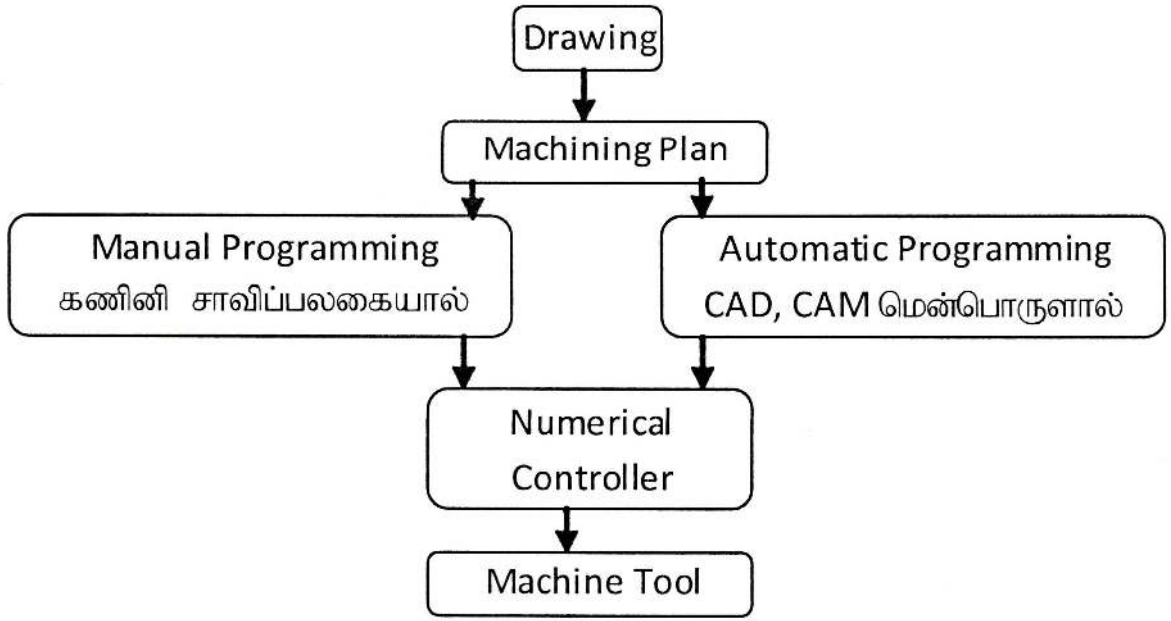 Drawing
Machining Plan
Manual Programming
கணினி சாவிப்பலகையால்
Automatic Programming
CAD, CAM மென்பொருளால்
Numerical
Controller
Machine Tool